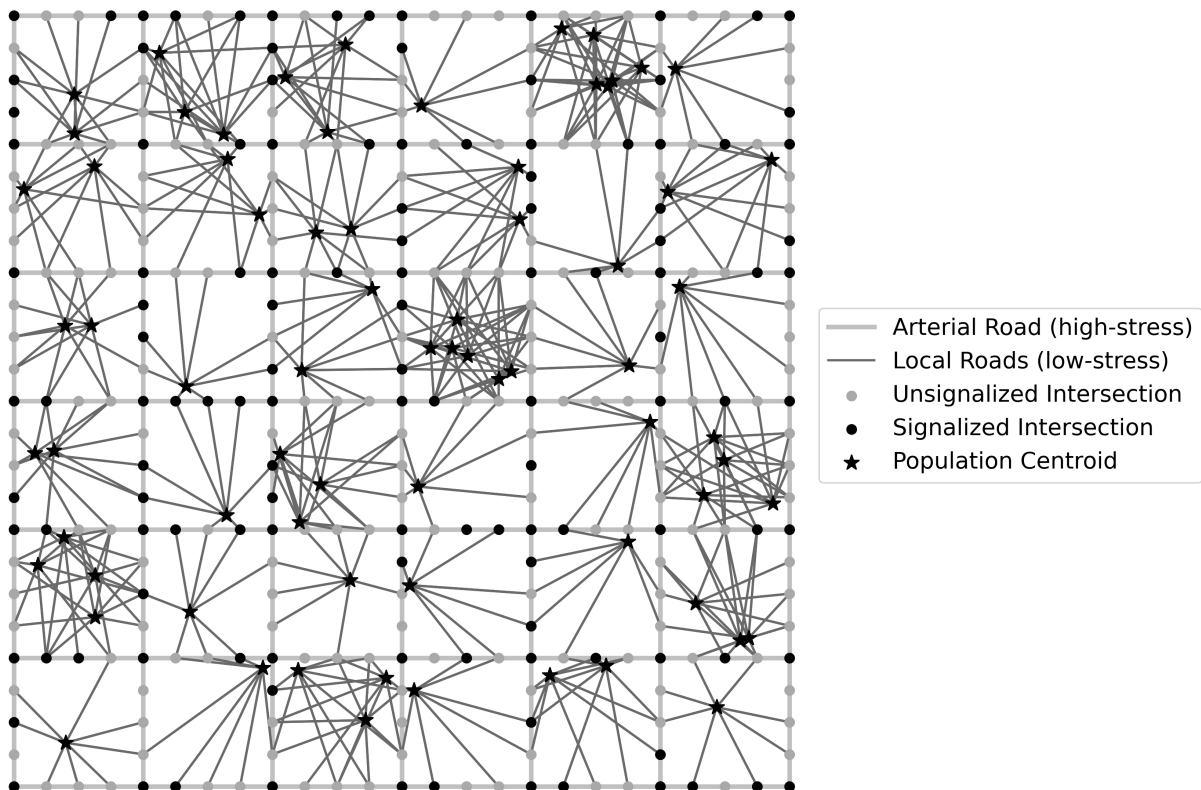 Arterial Road (high-stress)
Local Roads (low-stress)
Unsignalized Intersection
Signalized Intersection
Population Centroid